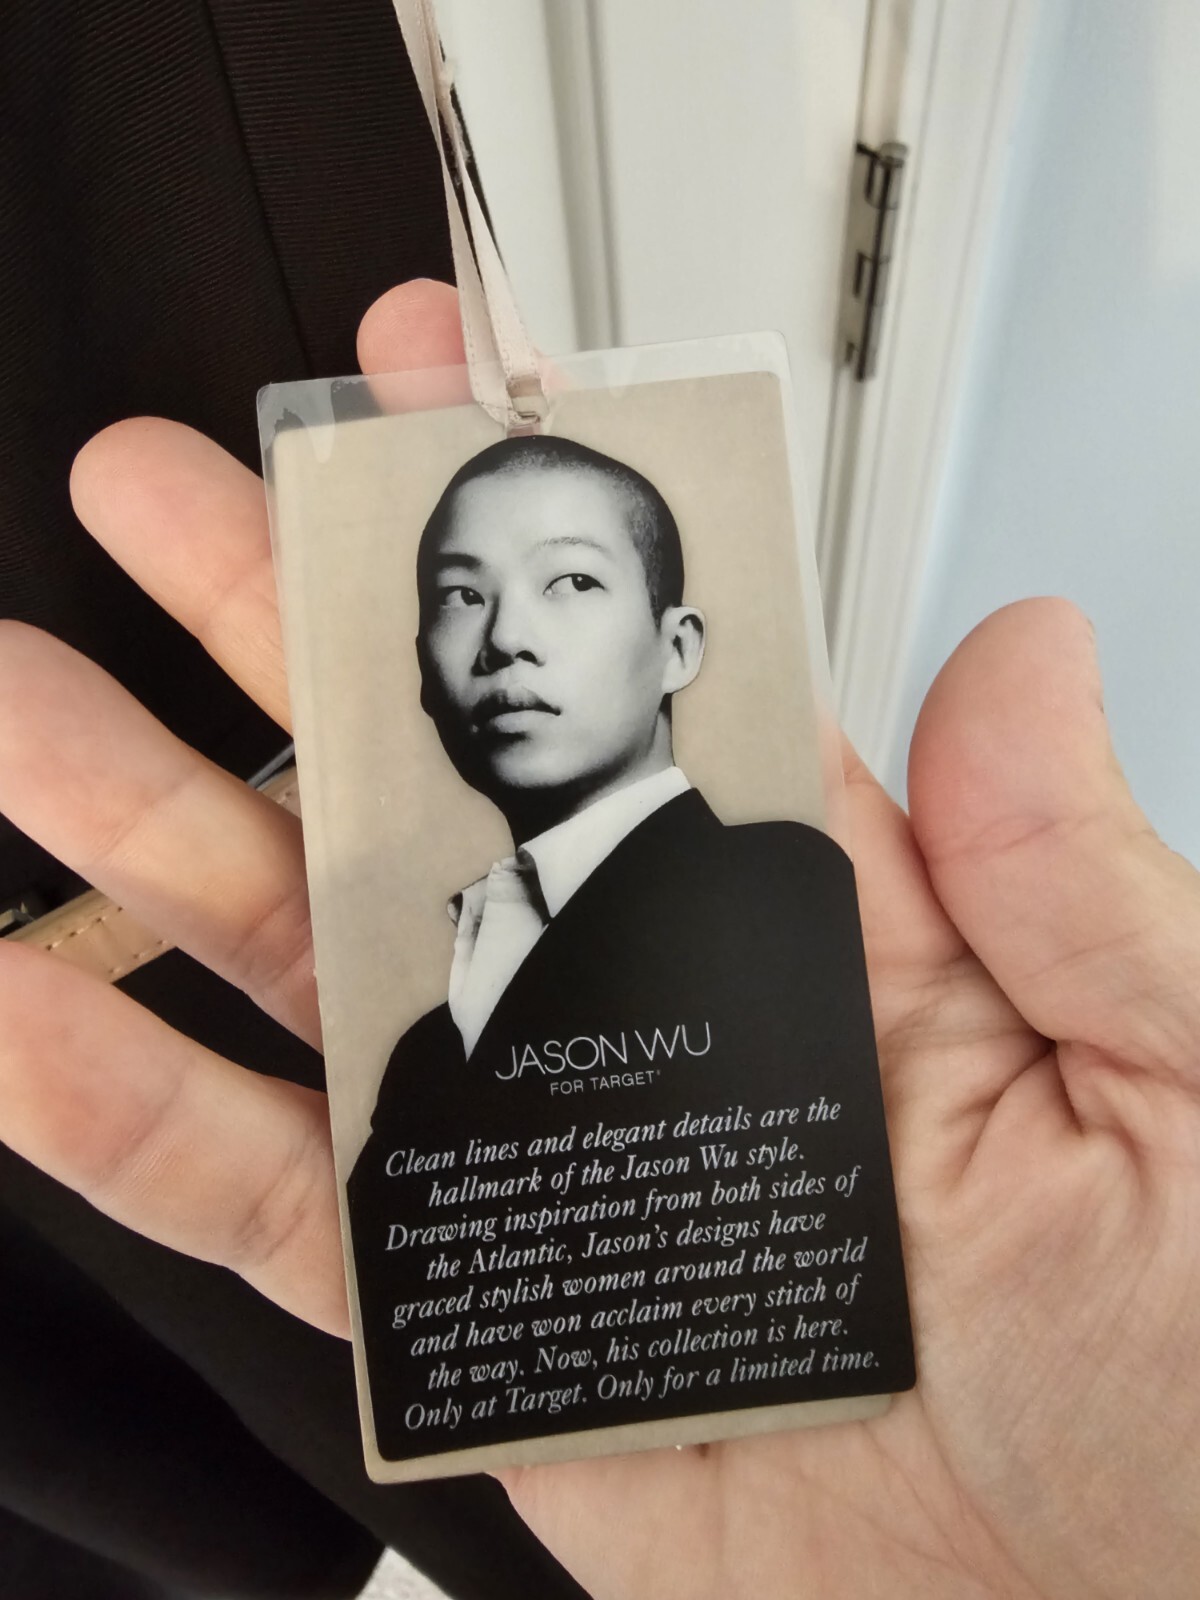 JASON WU
FOR TARGET®
Clean lines and elegant details are the
hallmark of the Jason Wu style.
Drawing inspiration from both sides of
the Atlantic, Jason's designs have
graced stylish women around the world
and have won acclaim every stitch of
the way. Now, his collection is here.
Only at Target. Only for a limited time.